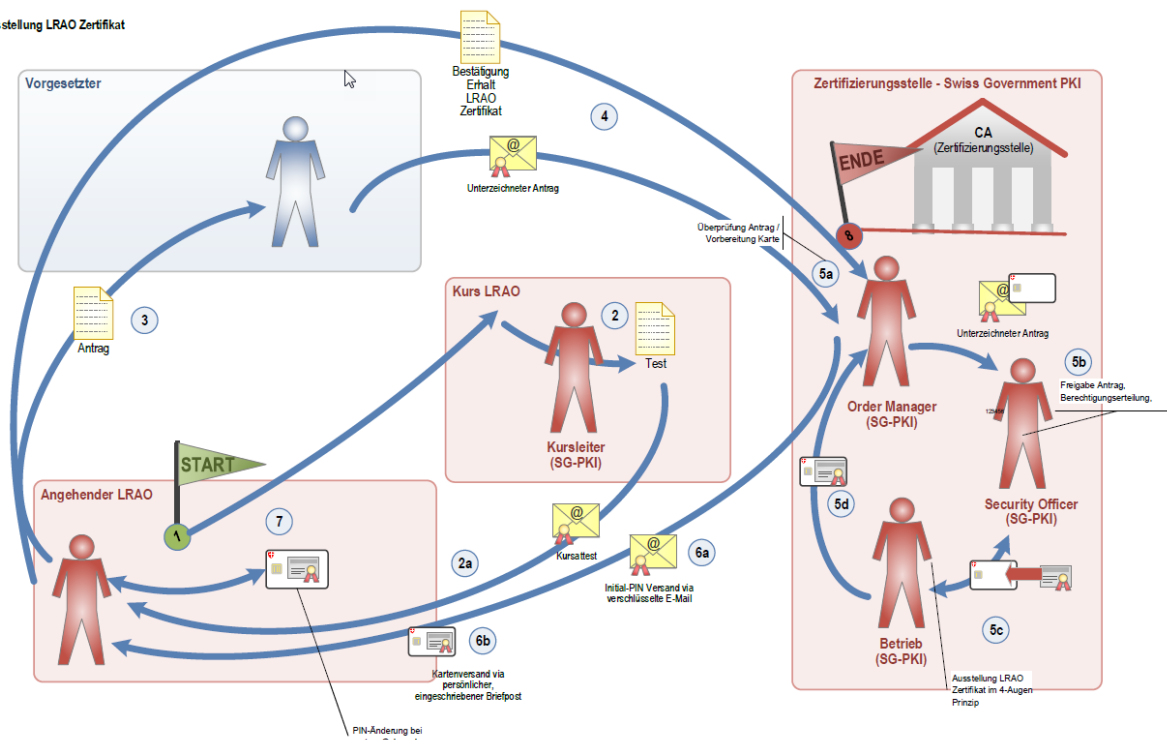 stellung LRAO Zertifikat
Vorgesetzter
Bestätigung
Erhalt
LRAO
Zertifikat
4
@
Unterzeichneter Antrag
Zertifizierungsstelle - Swiss Government PKI
CA
(Zertifizierungsstelle)
ENDE
8
Überprüfung Antrag /
Vorbereitung Karte
5a
3
Antrag
Kurs LRAO
2
Test
Kursleiter
(SG-PKI)
@
Unterzeichneter Antrag
5b
Freigabe Antrag,
Berechtigungserteilung,
Order Manager
(SG-PKI)
123456
Security Officer
(SG-PKI)
START
1
Angehender LRAO
7
2a
@
Kursattest
@
6a
Initial-PIN Versand via
verschlüsselte E-Mail
5d
5c
Betrieb
(SG-PKI)
6b
Kartenversand via
persönlicher,
eingeschriebener Briefpost
Ausstellung LRAO
Zertifikat im 4-Augen
Prinzip
PIN-Änderung bei